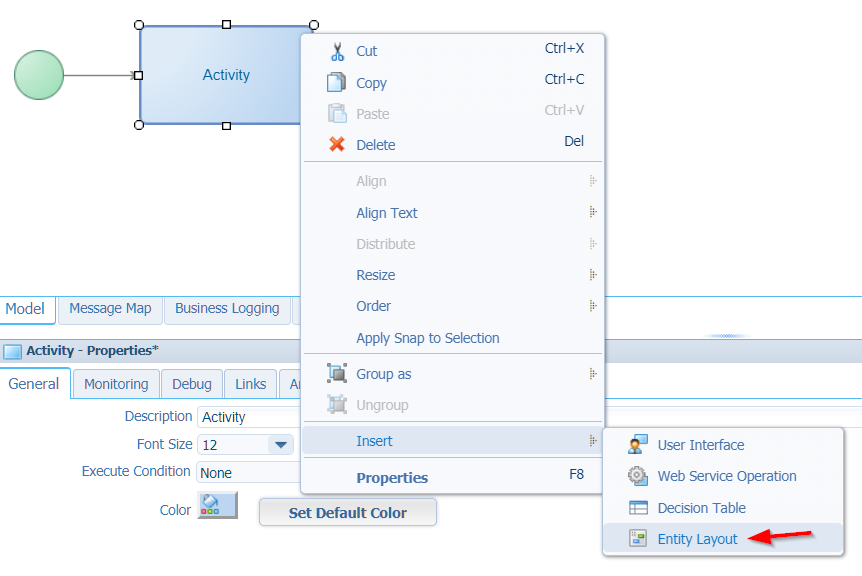 Activity
Cut Ctrl+X
Copy Ctrl+C
Paste Ctrl+V
Delete Del
Align
Align Text
Distribute
Resize
Order
Apply Snap to Selection
Group as
Ungroup
Insert
Properties F8
User Interface
Web Service Operation
Decision Table
Entity Layout
Model Message Map Business Logging
Activity - Properties*
General Monitoring Debug Links
Description Activity
Font Size 12
Execute Condition None
Color Set Default Color